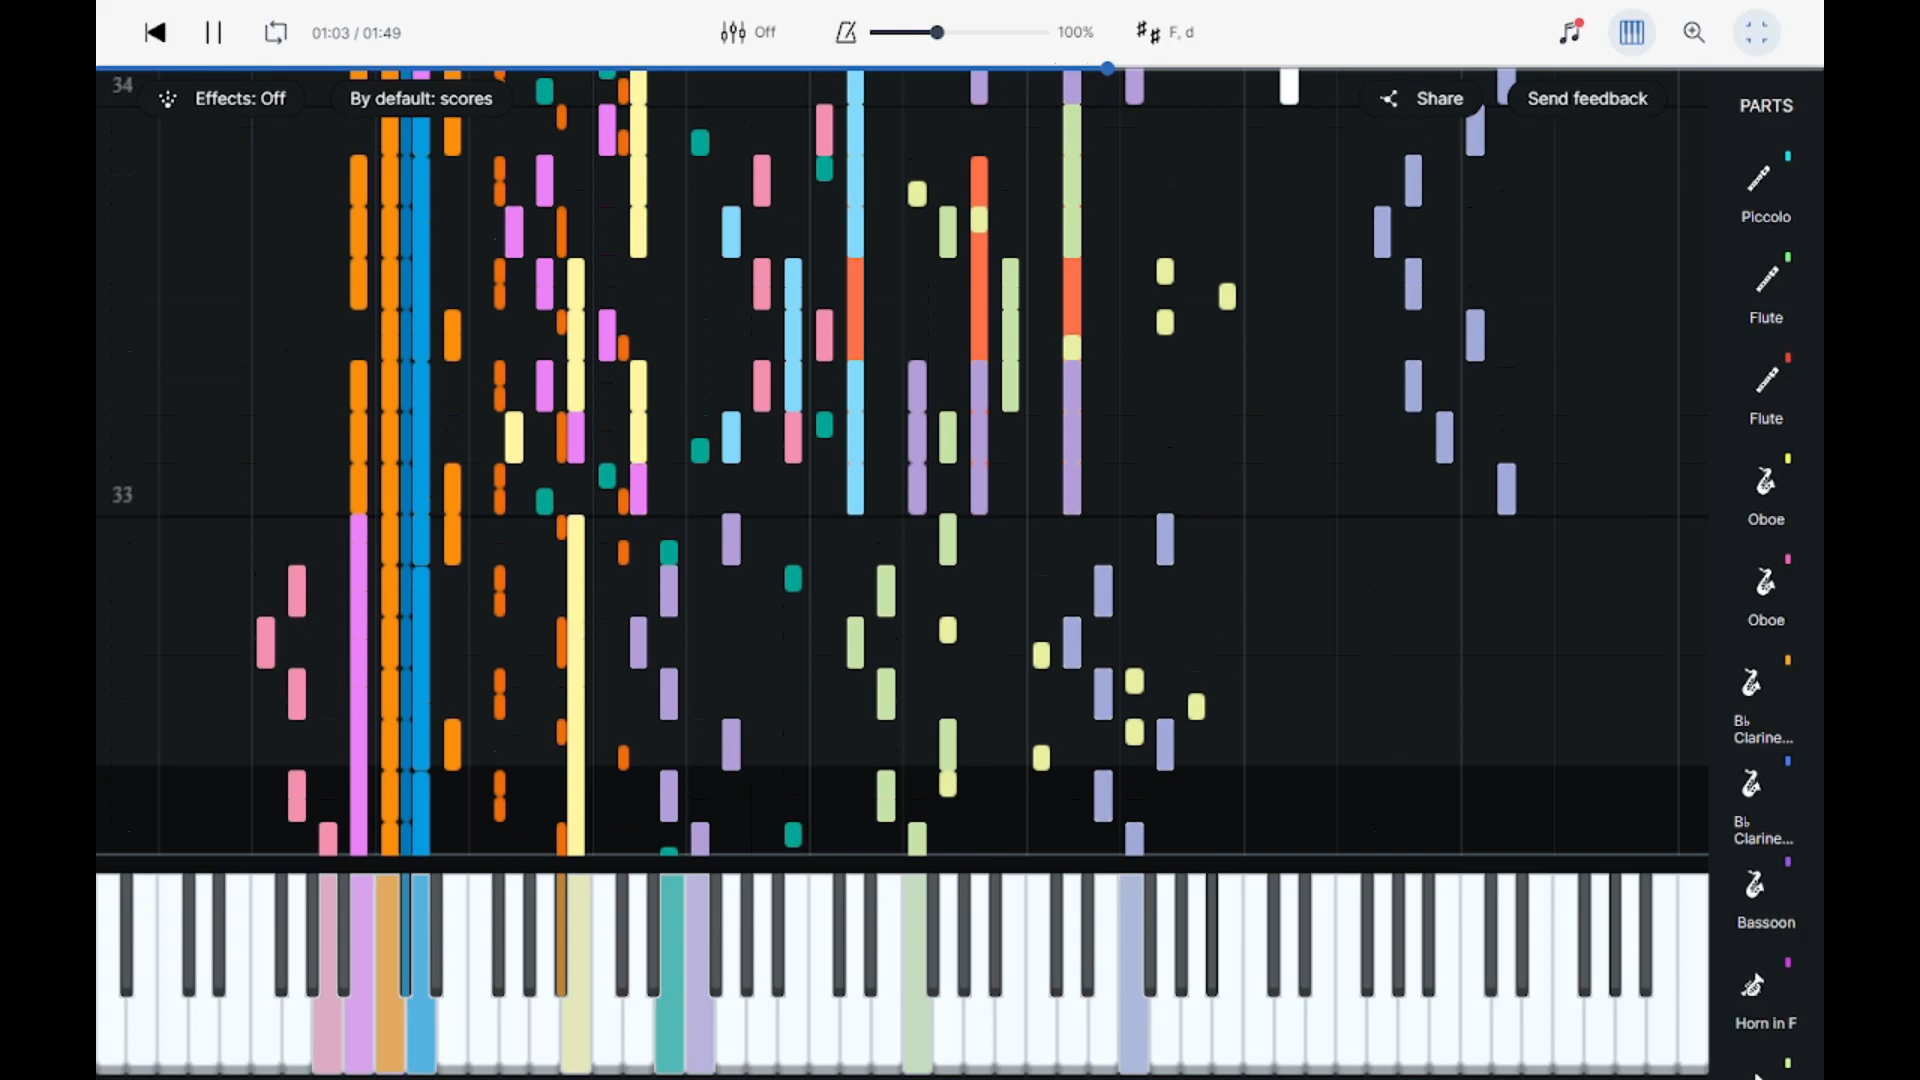 01:03 / 01:49
Off
100%
F, d
34
Effects: Off
By default: scores
Share
Send feedback
PARTS
Piccolo
Flute
Flute
33
Oboe
Oboe
B♭
Clarine...
B♭
Clarine...
Bassoon
Horn in F